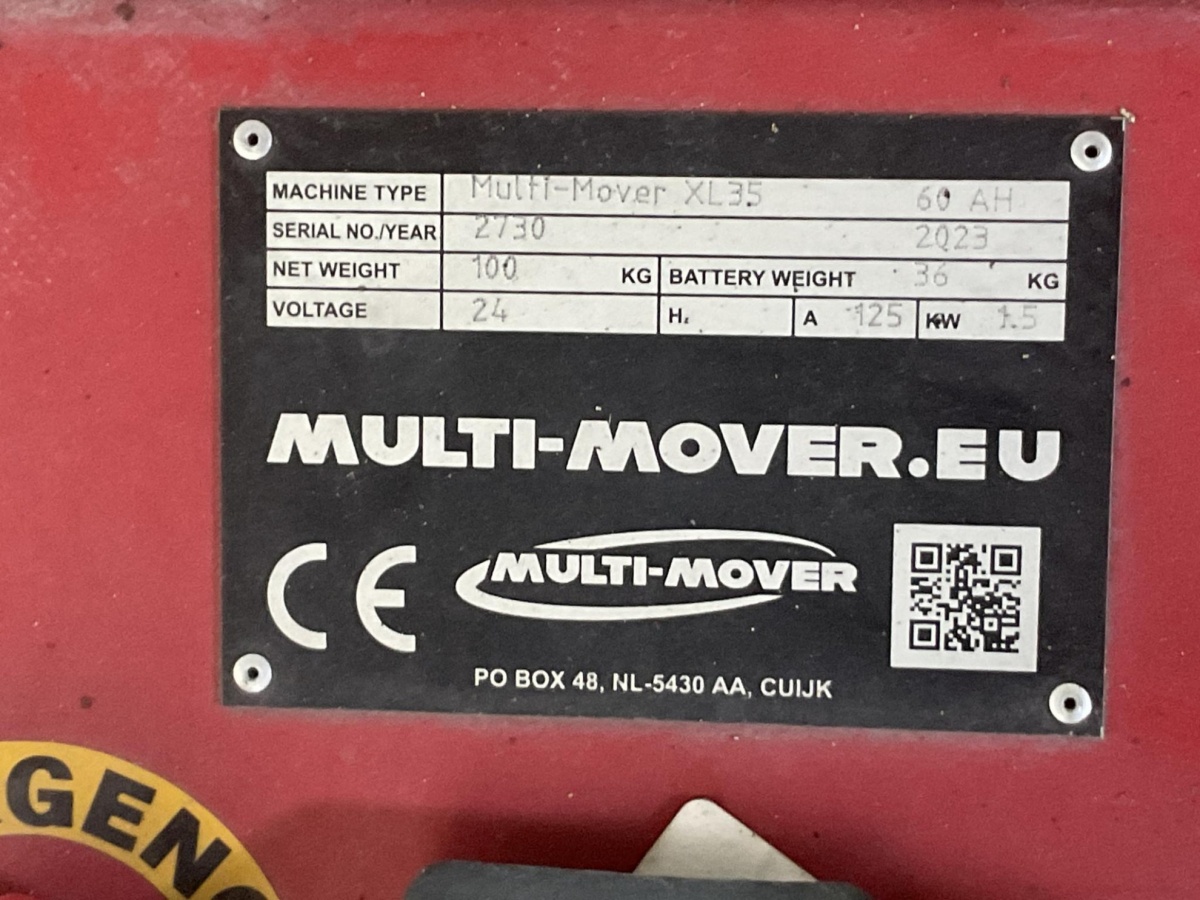 MACHINE TYPE Multi-Mover XL35 60 AH
SERIAL NO./YEAR 2730 2023
NET WEIGHT 100 KG BATTERY WEIGHT 36 KG
VOLTAGE 24 Hz A 125 KW 1.5
MULTI-MOVER.EU
CE MULTI-MOVER
PO BOX 48, NL-5430 AA, CUIJK